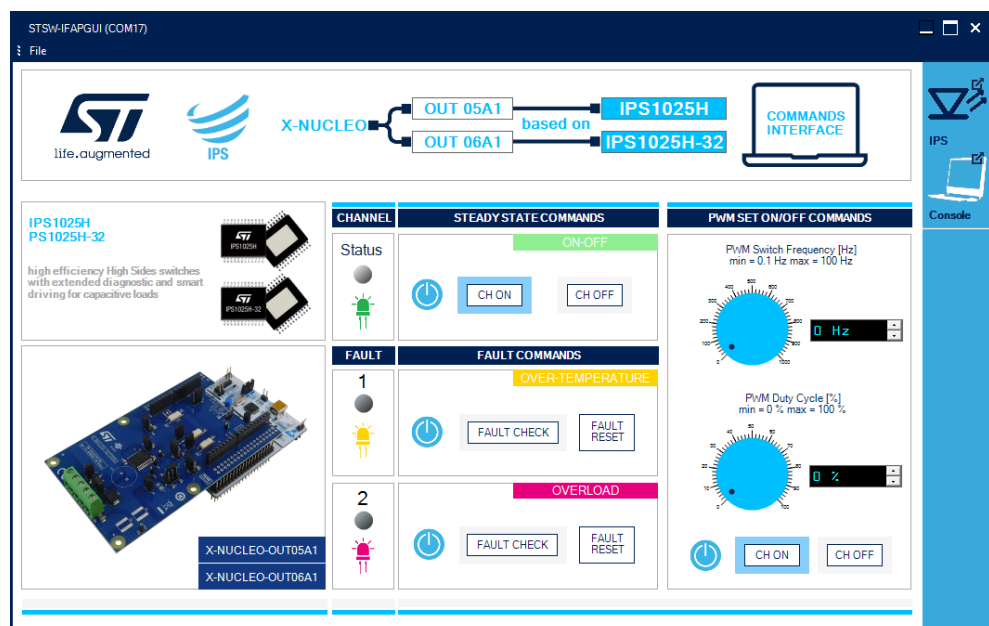 STSW-IFAPGUI (COM17)
File
life.augmented
IPS
X-NUCLEO
OUT 05A1
OUT 06A1
based on
IPS1025H
IPS1025H-32
COMMANDS
INTERFACE
IPS
Console
IPS1025H
PS1025H-32
high efficiency High Sides switches
with extended diagnostic and smart
driving for capacitive loads
IPS1025H
IPS1025H-32
X-NUCLEO-OUT05A1
X-NUCLEO-OUT06A1
CHANNEL
Status
FAULT
1
2
STEADY STATE COMMANDS
ON-OFF
CH ON
CH OFF
FAULT COMMANDS
OVER-TEMPERATURE
FAULT CHECK
FAULT
RESET
OVERLOAD
FAULT CHECK
FAULT
RESET
PWM SET ON/OFF COMMANDS
PWM Switch Frequency [Hz]
min = 0.1 Hz max = 100 Hz
0 Hz
PWM Duty Cycle [%]
min = 0 % max = 100 %
0 %
CH ON
CH OFF